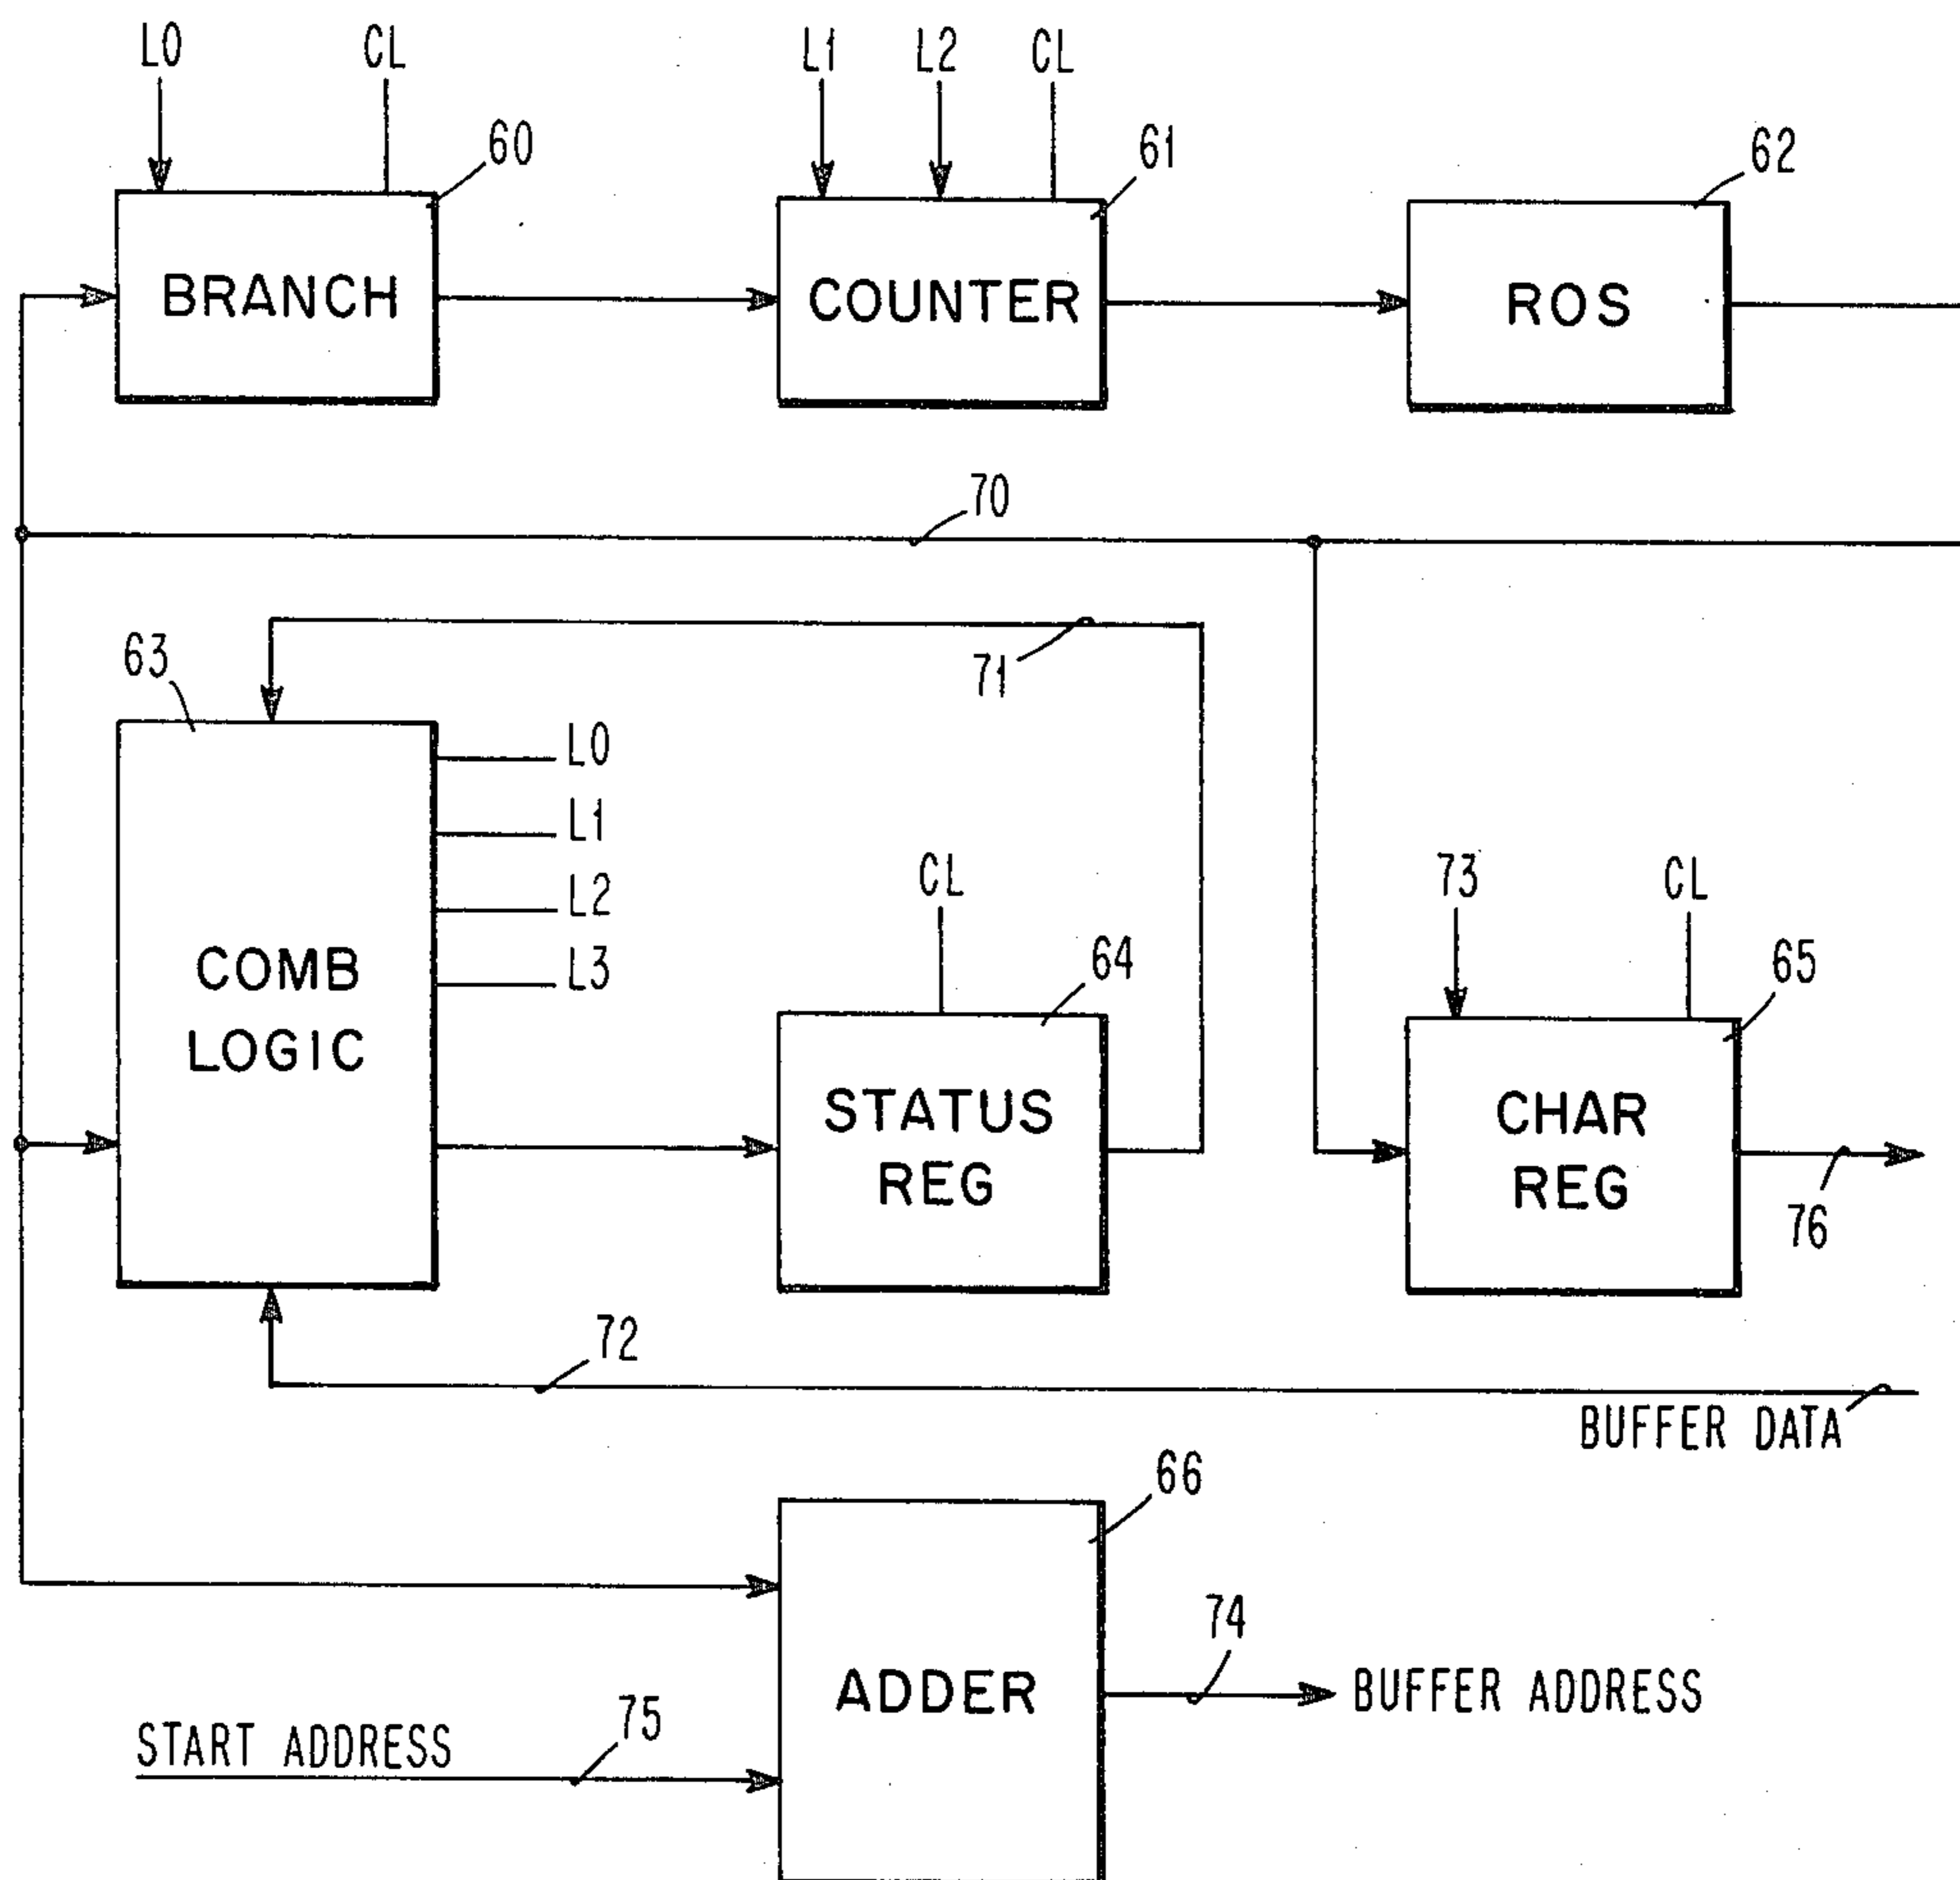 L0 CL L1 L2 CL
60 61 62
BRANCH COUNTER ROS
70
71
63
L0
L1
L2
L3
CL 73 CL
64 65
COMB
LOGIC
STATUS
REG
CHAR
REG
76
72
BUFFER DATA
66
74
ADDER
BUFFER ADDRESS
75
START ADDRESS